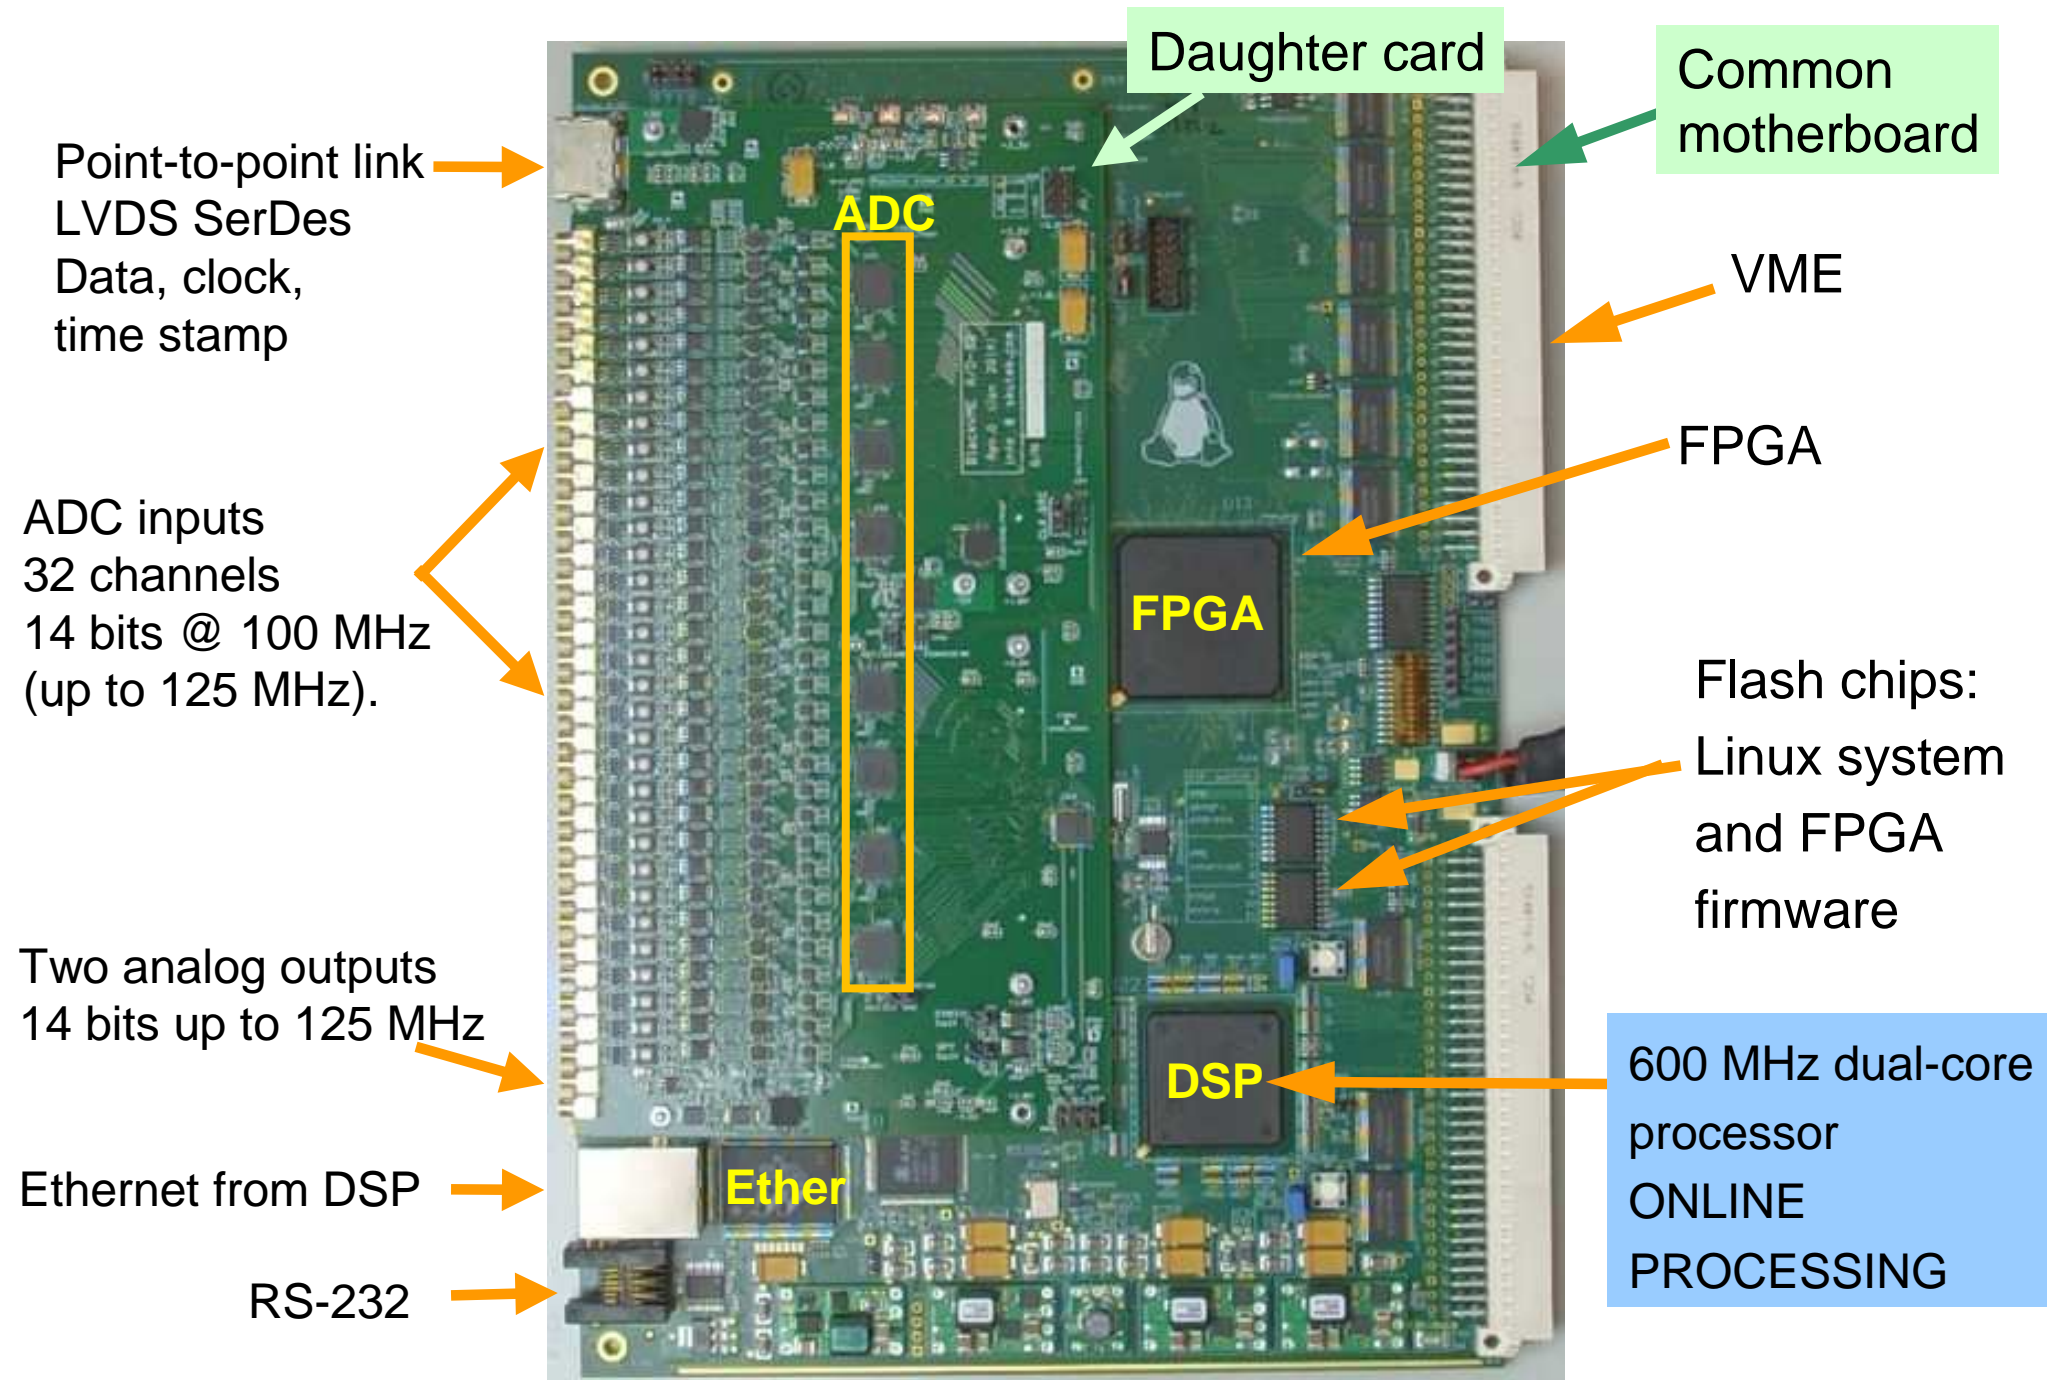 Daughter card
Common
motherboard
Point-to-point link
LVDS SerDes
Data, clock,
time stamp
ADC
VME
FPGA
ADC inputs
32 channels
14 bits @ 100 MHz
(up to 125 MHz).
FPGA
Flash chips:
Linux system
and FPGA
firmware
Two analog outputs
14 bits up to 125 MHz
DSP
600 MHz dual-core
processor
ONLINE
PROCESSING
Ethernet from DSP
Ether
RS-232